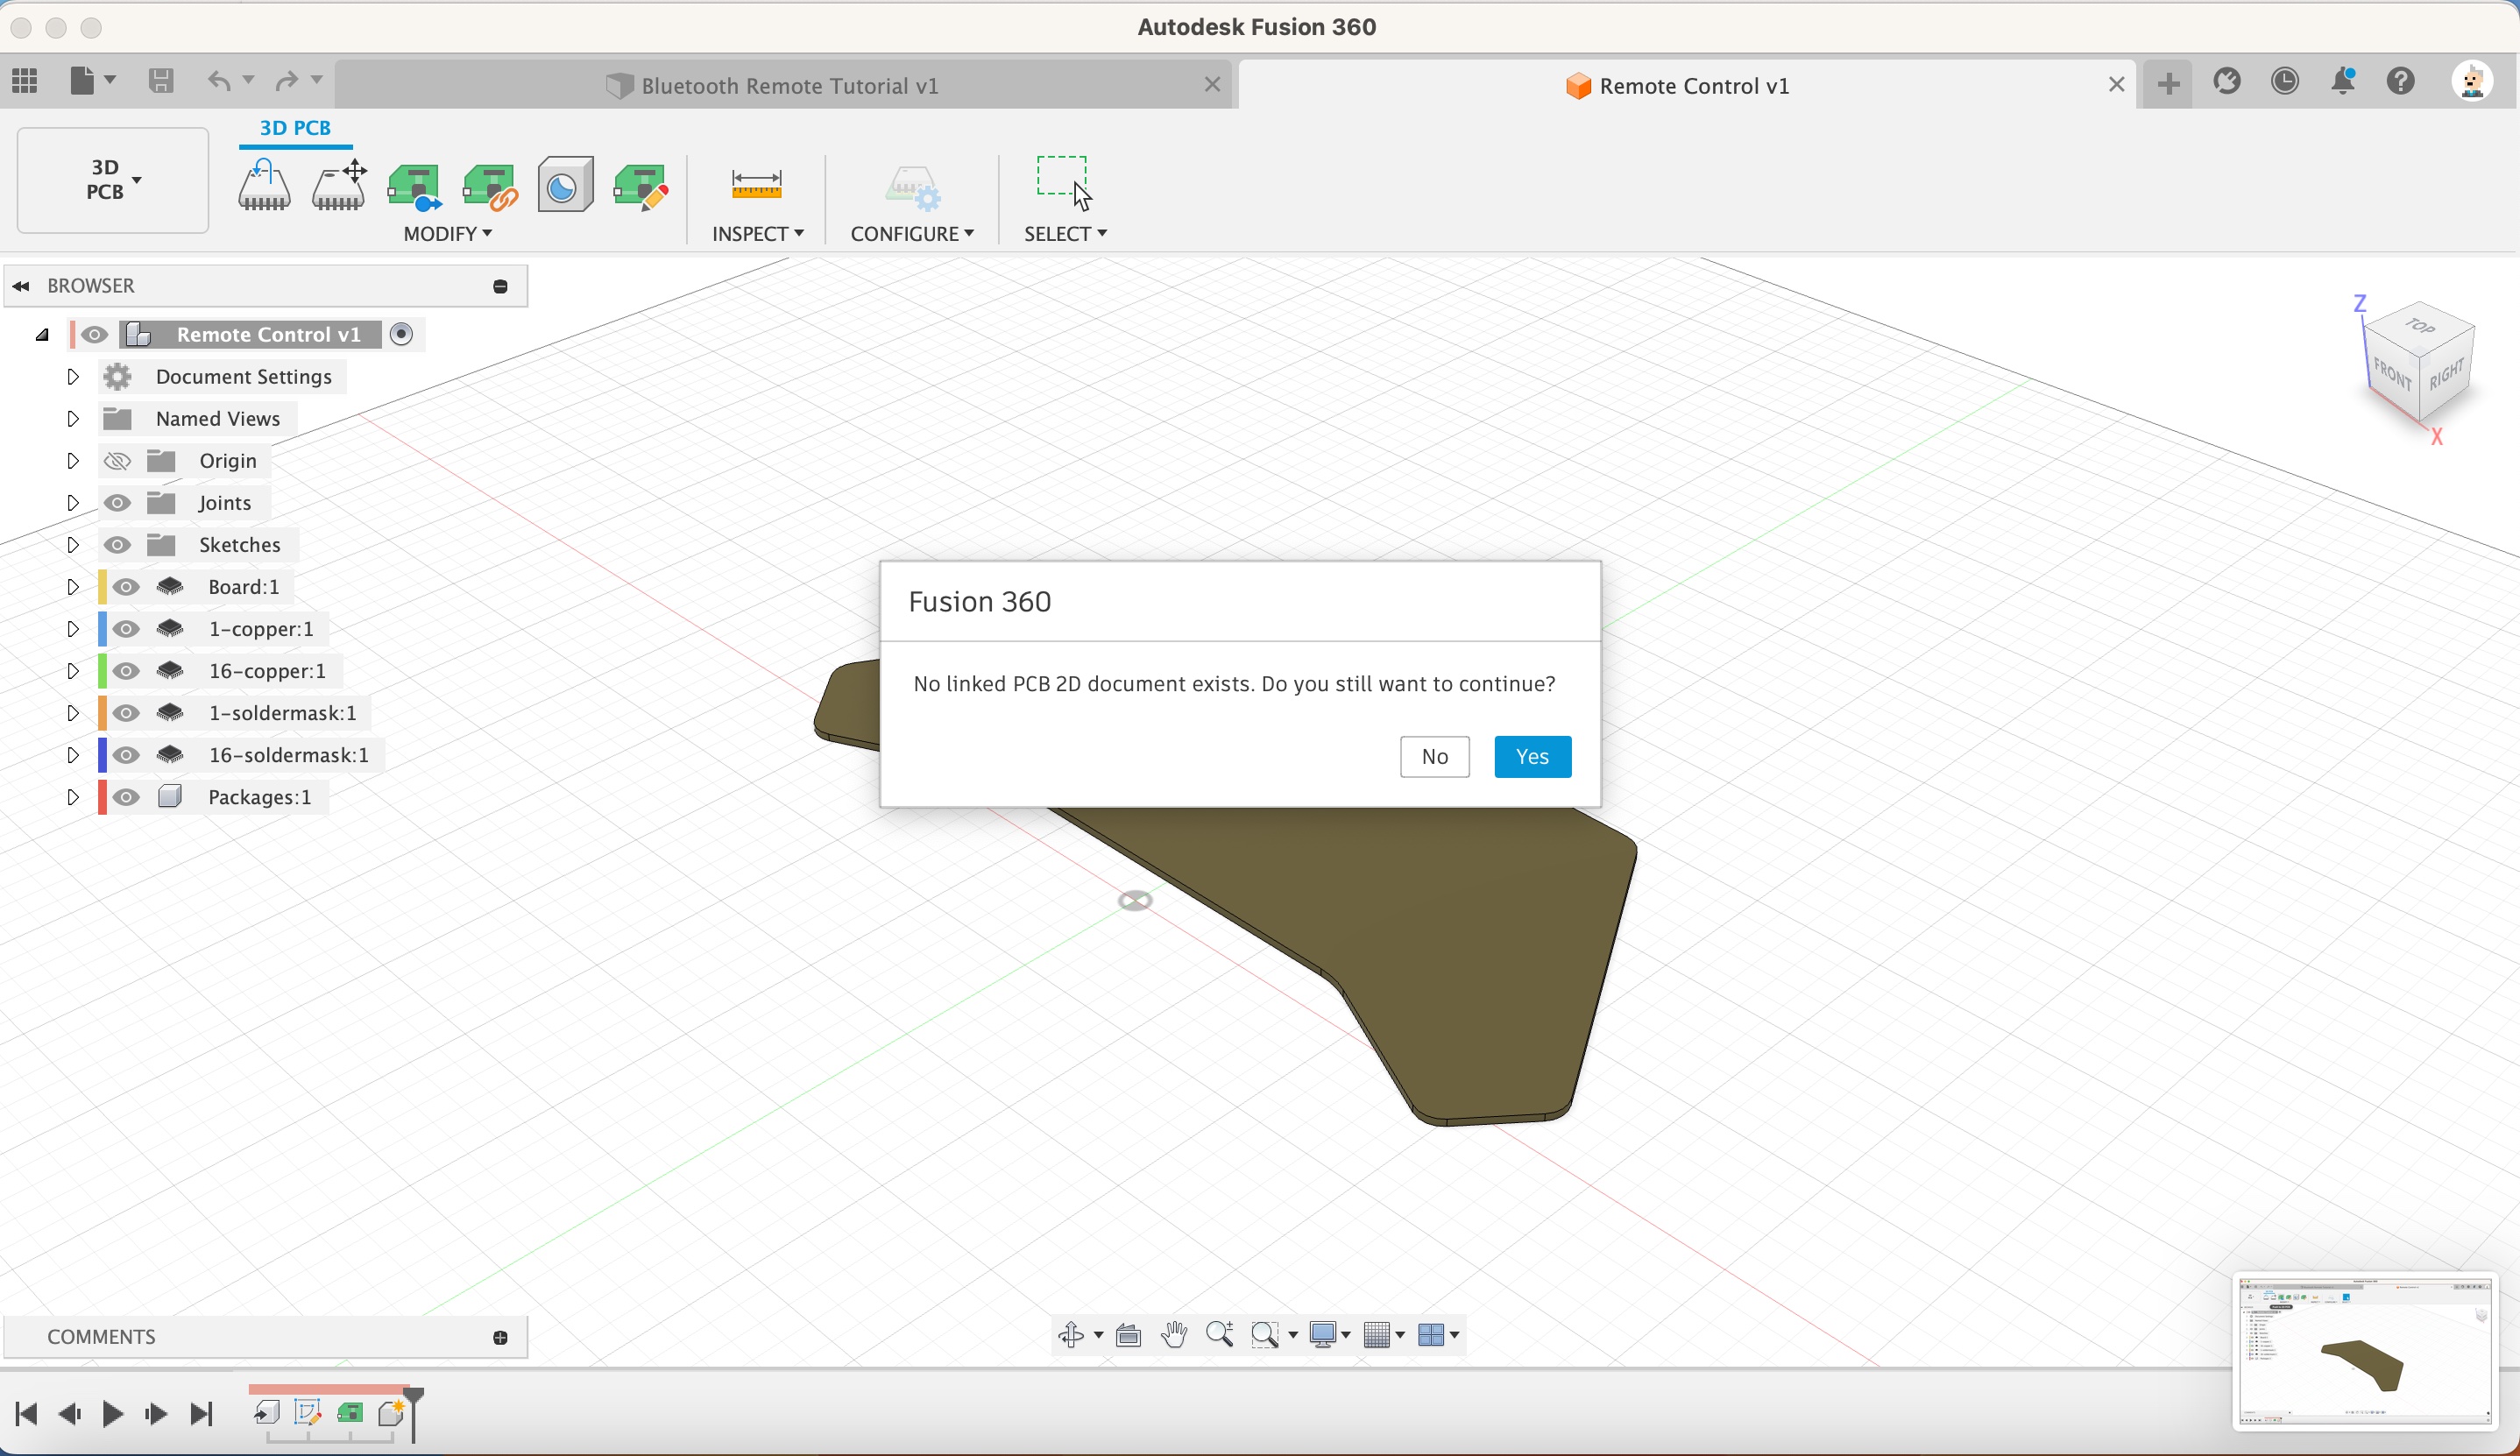 Autodesk Fusion 360
Bluetooth Remote Tutorial v1
Remote Control v1
3D PCB
3D
PCB
MODIFY
INSPECT
CONFIGURE
SELECT
BROWSER
Remote Control v1
Document Settings
Named Views
Origin
Joints
Sketches
Board:1
1-copper:1
16-copper:1
1-soldermask:1
16-soldermask:1
Packages:1
Z
TOP
FRONT
RIGHT
X
Fusion 360
No linked PCB 2D document exists. Do you still want to continue?
No
Yes
COMMENTS